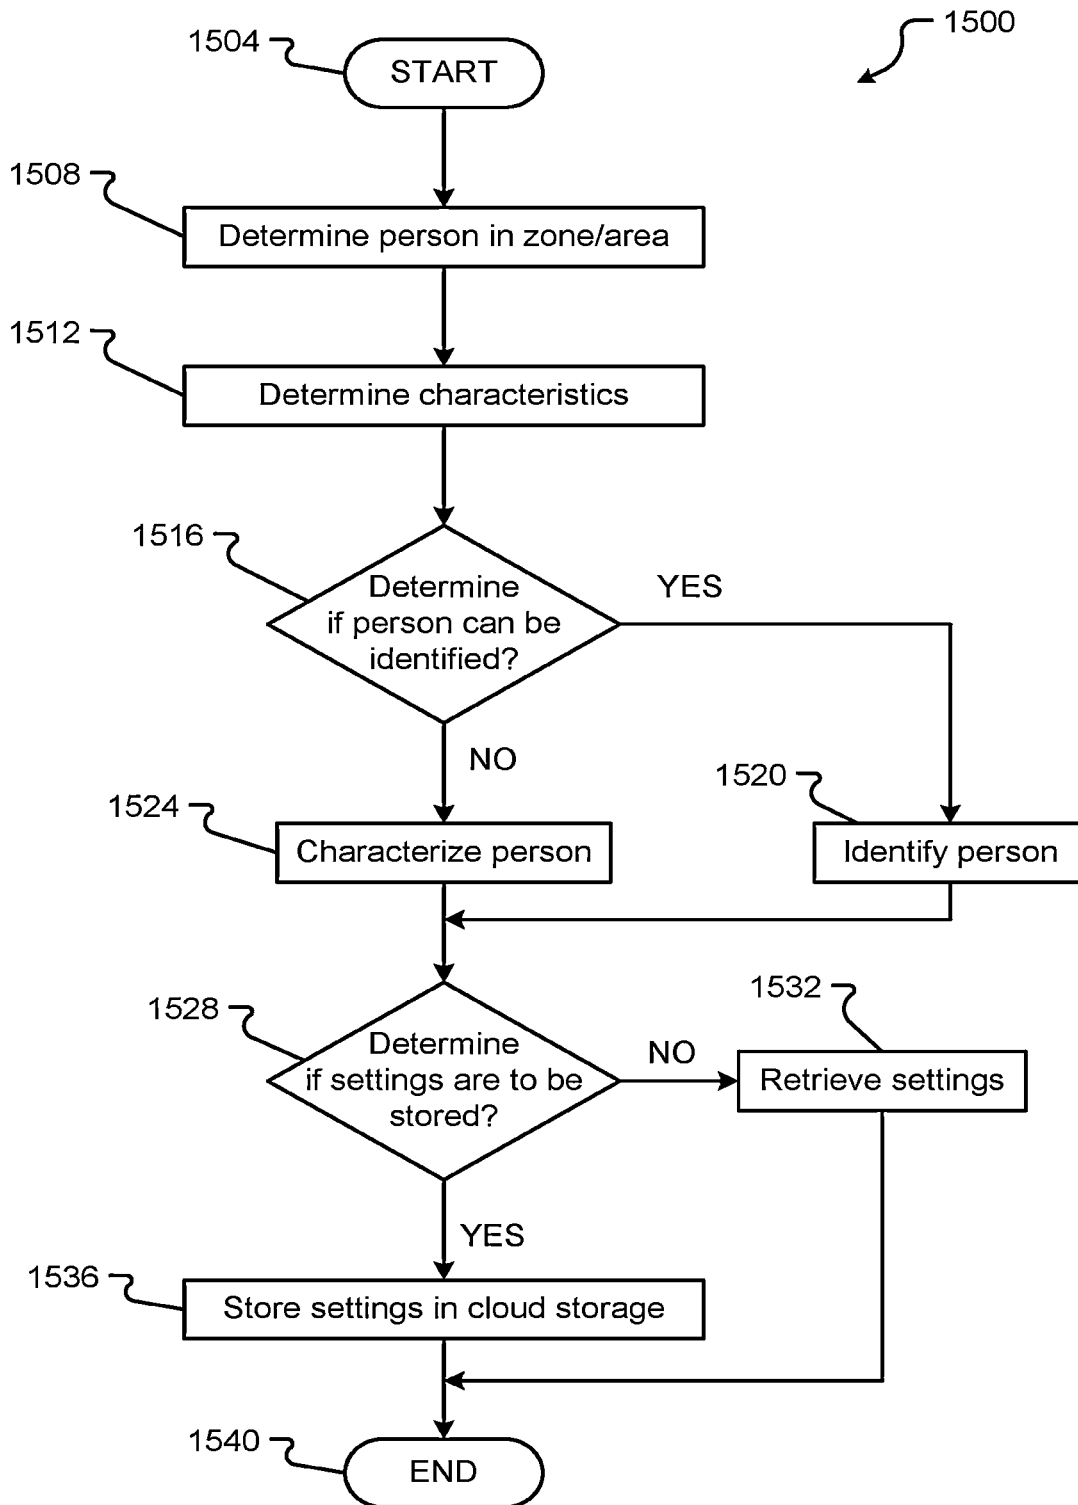 1500
1504
START
1508
Determine person in zone/area
1512
Determine characteristics
1516
Determine
if person can be
identified?
YES
NO
1520
1524
Characterize person
Identify person
1528
1532
Determine
if settings are to be
stored?
NO
Retrieve settings
YES
1536
Store settings in cloud storage
1540
END